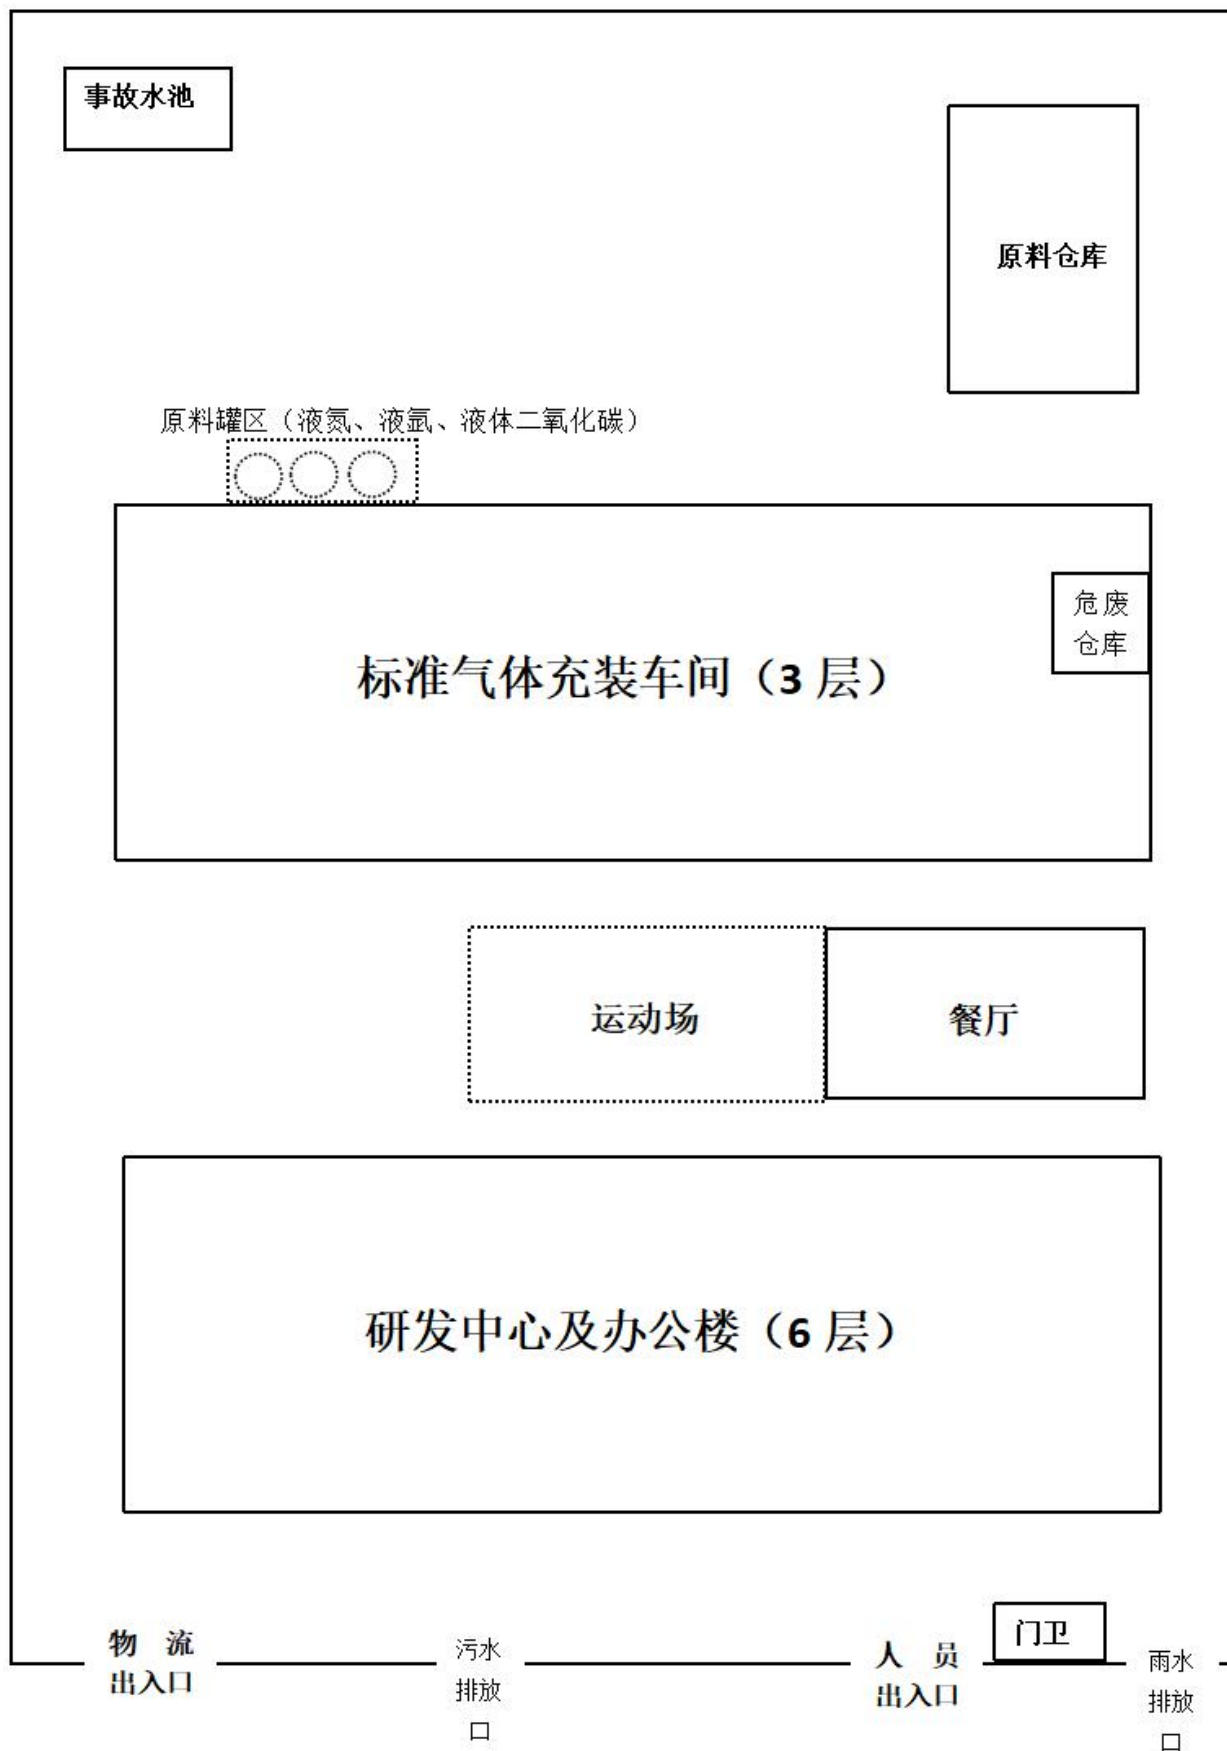 事故水池
原料仓库
原料罐区（液氮、液氩、液体二氧化碳）
危废
仓库
标准气体充装车间（3 层）
运动场
餐厅
研发中心及办公楼（6 层）
物 流
出入口
污水
排放
口
人 员
出入口
门卫
雨水
排放
口